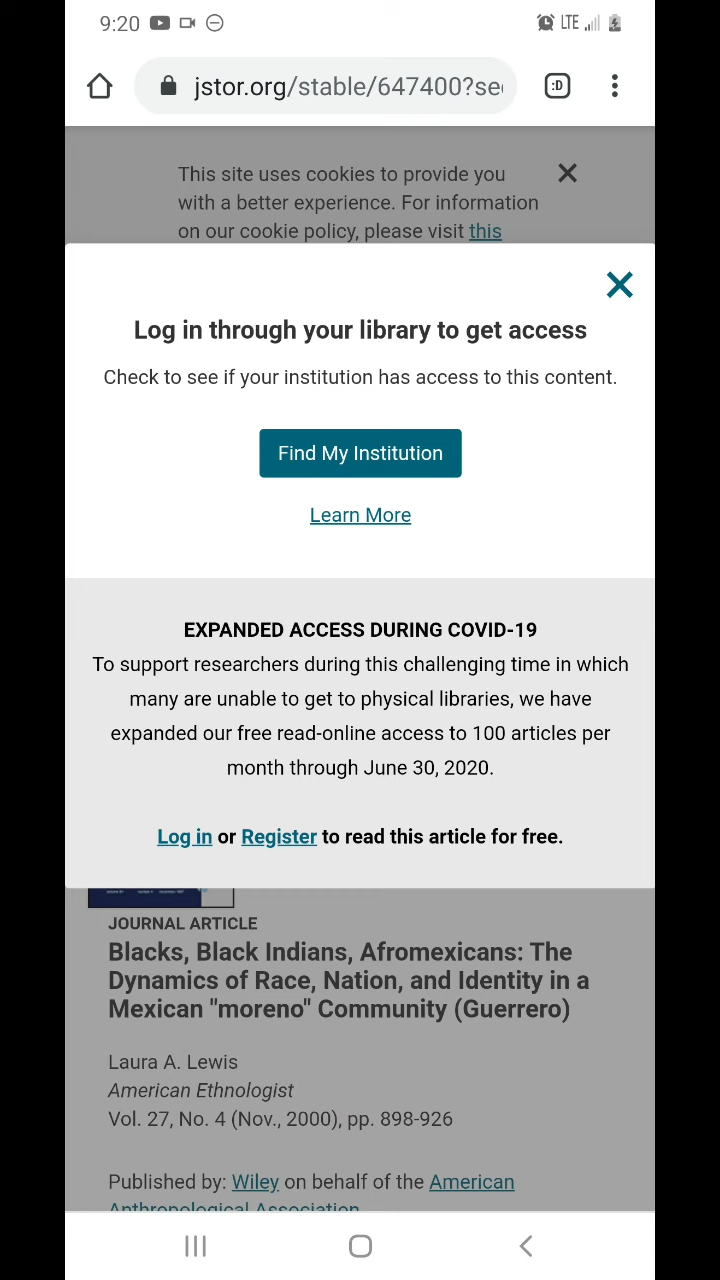 9:20
LTE
jstor.org/stable/647400?se
:D
This site uses cookies to provide you
with a better experience. For information
on our cookie policy, please visit this
Log in through your library to get access
Check to see if your institution has access to this content.
Find My Institution
Learn More
EXPANDED ACCESS DURING COVID-19
To support researchers during this challenging time in which
many are unable to get to physical libraries, we have
expanded our free read-online access to 100 articles per
month through June 30, 2020.
Log in or Register to read this article for free.
JOURNAL ARTICLE
Blacks, Black Indians, Afromexicans: The
Dynamics of Race, Nation, and Identity in a
Mexican "moreno" Community (Guerrero)
Laura A. Lewis
American Ethnologist
Vol. 27, No. 4 (Nov., 2000), pp. 898-926
Published by: Wiley on behalf of the American
Anthropological Association